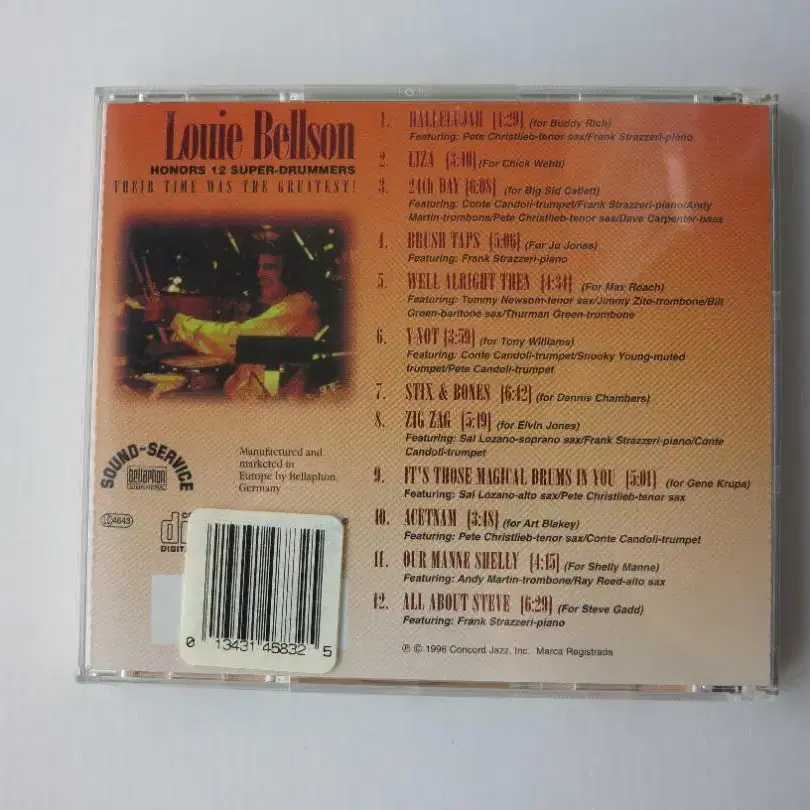 Louie Bellson
HONORS 12 SUPER-DRUMMERS
THEIR TIME WAS THE GREATEST!
1. HALLELUJAH [4:29] (for Buddy Rich)
Featuring: Pete Christlieb-tenor sax/Frank Strazzeri-piano
2. LIZA [3:40] (For Chick Webb)
3. 24th DAY [6:08] (for Big Sid Catlett)
Featuring: Conte Candoli-trumpet/Frank Strazzeri-piano/Andy
Martin-trombone/Pete Christlieb-tenor sax/Dave Carpenter-bass
4. BRUSH TAPS [5:06] (For Jo Jones)
Featuring: Frank Strazzeri-piano
5. WELL ALRIGHT THEN [4:34] (For Max Roach)
Featuring: Tommy Newsom-tenor sax/Jimmy Zito-trombone/Bill
Green-baritone sax/Thurman Green-trombone
6. Y-NOT [3:59] (for Tony Williams)
Featuring: Conte Candoli-trumpet/Snooky Young-muted
trumpet/Pete Candoli-trumpet
7. STIX & BONES [6:42] (for Dennis Chambers)
8. ZIG ZAG [5:19] (for Elvin Jones)
Featuring: Sal Lozano-soprano sax/Frank Strazzeri-piano/Conte
Candoli-trumpet
9. IT'S THOSE MAGICAL DRUMS IN YOU [5:01] (for Gene Krupa)
Featuring: Sal Lozano-alto sax/Pete Christlieb-tenor sax
10. ACETNAM [3:48] (for Art Blakey)
Featuring: Pete Christlieb-tenor sax/Conte Candoli-trumpet
11. OUR MANNE SHELLY [4:45] (For Shelly Manne)
Featuring: Andy Martin-trombone/Ray Reed-alto sax
12. ALL ABOUT STEVE [6:29] (For Steve Gadd)
Featuring: Frank Strazzeri-piano
℗ © 1996 Concord Jazz, Inc. Marca Registrada
SOUND-SERVICE
bellaphon
Manufactured and
marketed in
Europe by Bellaphon,
Germany
LC 4643
DIGIT
0 13431 46832 5